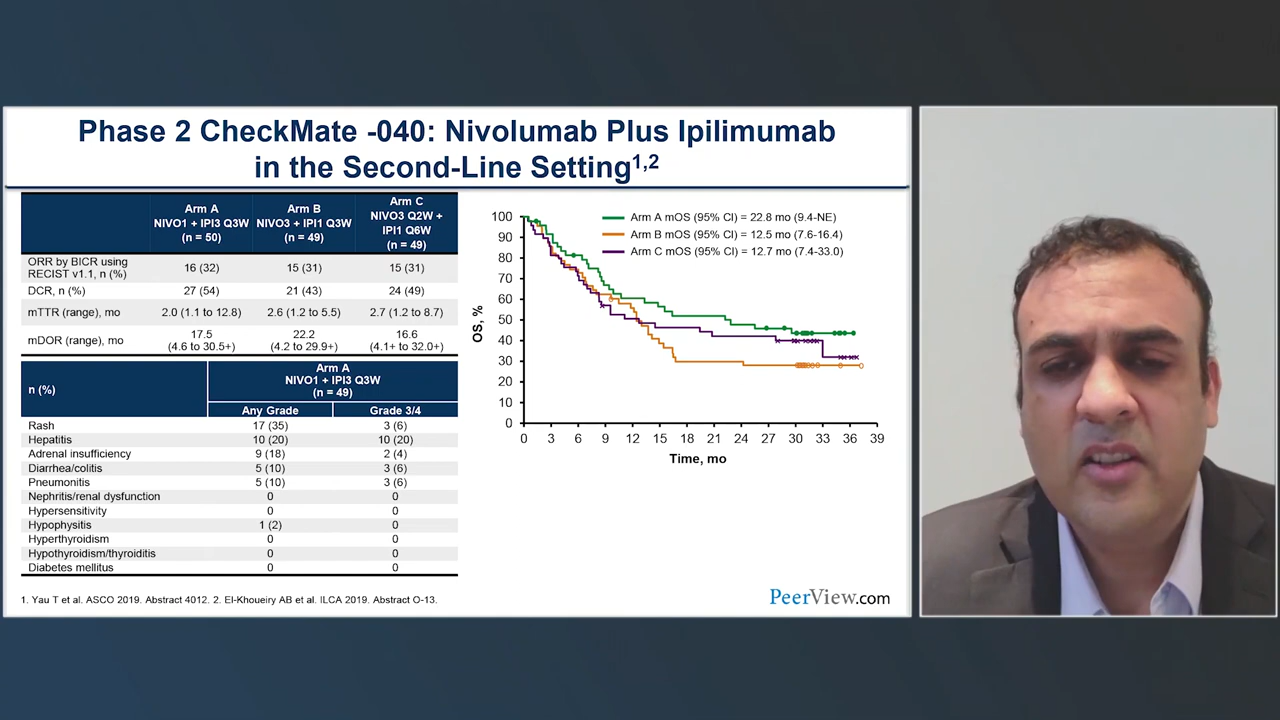 Phase 2 CheckMate -040: Nivolumab Plus Ipilimumab
in the Second-Line Setting1,2
Arm A
NIVO1 + IPI3 Q3W
(n = 50)
Arm B
NIVO3 + IPI1 Q3W
(n = 49)
Arm C
NIVO3 Q2W +
IPI1 Q6W
(n = 49)
ORR by BICR using
RECIST v1.1, n (%)
16 (32)
15 (31)
15 (31)
DCR, n (%)
27 (54)
21 (43)
24 (49)
mTTR (range), mo
2.0 (1.1 to 12.8)
2.6 (1.2 to 5.5)
2.7 (1.2 to 8.7)
mDOR (range), mo
17.5
(4.6 to 30.5+)
22.2
(4.2 to 29.9+)
16.6
(4.1+ to 32.0+)
n (%)
Arm A
NIVO1 + IPI3 Q3W
(n = 49)
Any Grade
Grade 3/4
Rash
17 (35)
3 (6)
Hepatitis
10 (20)
10 (20)
Adrenal insufficiency
9 (18)
2 (4)
Diarrhea/colitis
5 (10)
3 (6)
Pneumonitis
5 (10)
3 (6)
Nephritis/renal dysfunction
0
0
Hypersensitivity
0
0
Hypophysitis
1 (2)
0
Hyperthyroidism
0
0
Hypothyroidism/thyroiditis
0
0
Diabetes mellitus
0
0
Arm A mOS (95% CI) = 22.8 mo (9.4-NE)
Arm B mOS (95% CI) = 12.5 mo (7.6-16.4)
Arm C mOS (95% CI) = 12.7 mo (7.4-33.0)
OS, %
100
90
80
70
60
50
40
30
20
10
0
0 3 6 9 12 15 18 21 24 27 30 33 36 39
Time, mo
1. Yau T et al. ASCO 2019. Abstract 4012. 2. El-Khoueiry AB et al. ILCA 2019. Abstract O-13.
PeerView.com